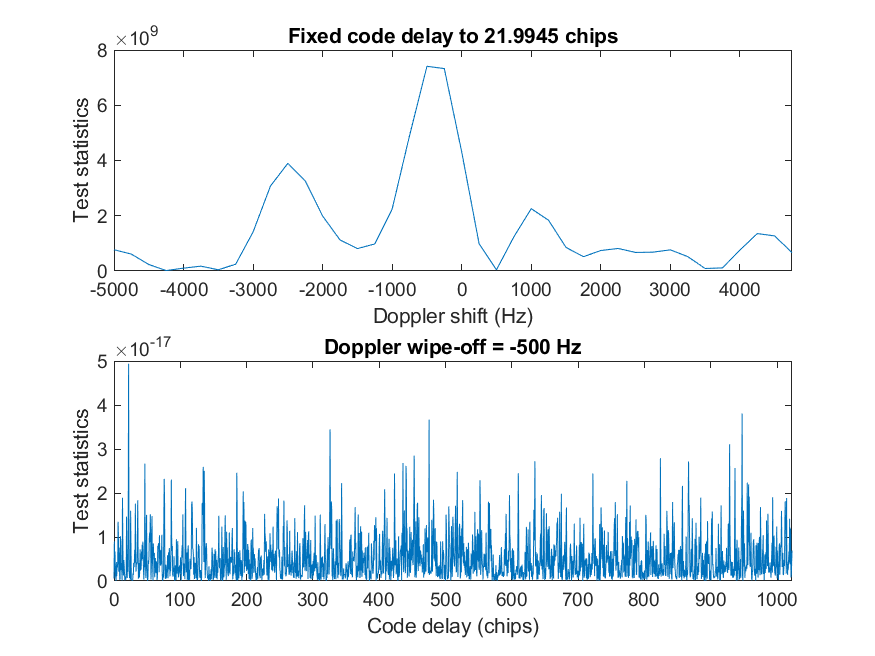 ×10^9
Fixed code delay to 21.9945 chips
8
6
4
2
0
Test statistics
-5000 -4000 -3000 -2000 -1000 0 1000 2000 3000 4000
Doppler shift (Hz)
×10^-17
Doppler wipe-off = -500 Hz
5
4
3
2
1
0
Test statistics
0 100 200 300 400 500 600 700 800 900 1000
Code delay (chips)